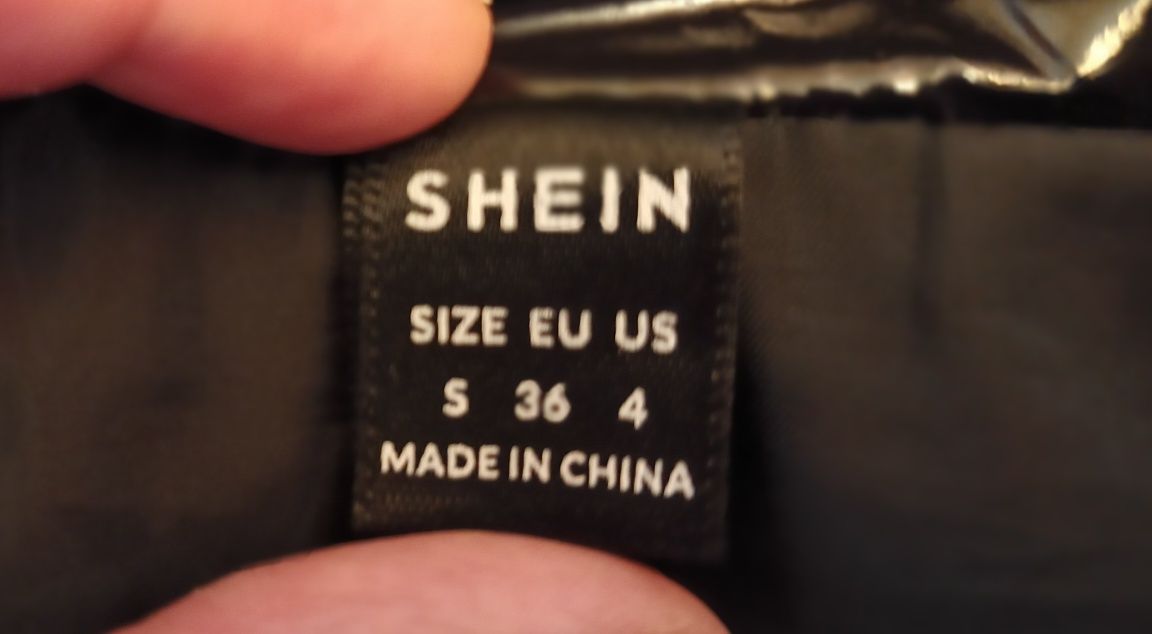 SHEIN
SIZE EU US
S 36 4
MADE IN CHINA